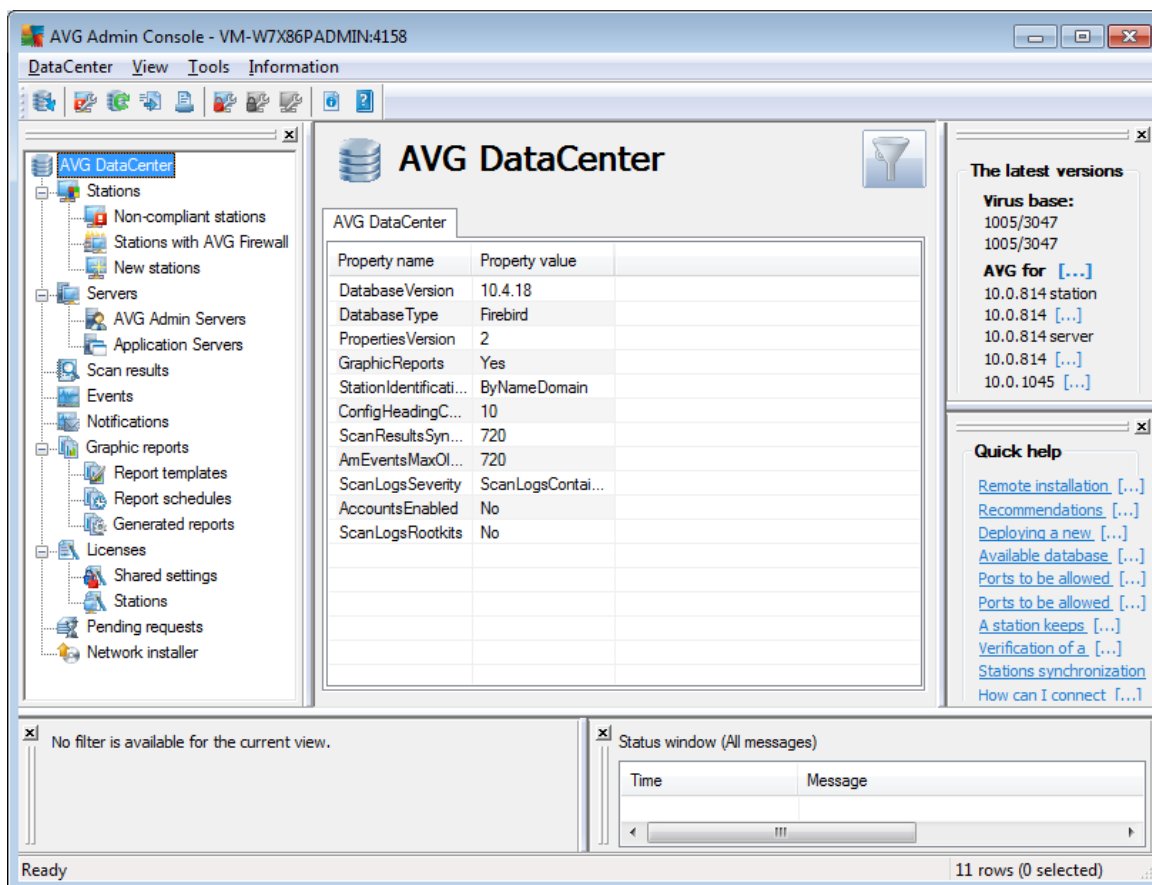 AVG Admin Console - VM-W7X86PADMIN:4158
DataCenter View Tools Information
AVG DataCenter
Stations
Non-compliant stations
Stations with AVG Firewall
New stations
Servers
AVG Admin Servers
Application Servers
Scan results
Events
Notifications
Graphic reports
Report templates
Report schedules
Generated reports
Licenses
Shared settings
Stations
Pending requests
Network installer
AVG DataCenter
AVG DataCenter
Property name Property value
DatabaseVersion 10.4.18
DatabaseType Firebird
PropertiesVersion 2
GraphicReports Yes
StationIdentificati... ByNameDomain
ConfigHeadingC... 10
ScanResultsSyn... 720
AmEventsMaxOl... 720
ScanLogsSeverity ScanLogsContai...
AccountsEnabled No
ScanLogsRootkits No
The latest versions
Virus base:
1005/3047
1005/3047
AVG for [...]
10.0.814 station
10.0.814 [...]
10.0.814 server
10.0.814 [...]
10.0.1045 [...]
Quick help
Remote installation [...]
Recommendations [...]
Deploying a new [...]
Available database [...]
Ports to be allowed [...]
Ports to be allowed [...]
A station keeps [...]
Verification of a [...]
Stations synchronization
How can I connect [...]
No filter is available for the current view.
Status window (All messages)
Time Message
Ready
11 rows (0 selected)